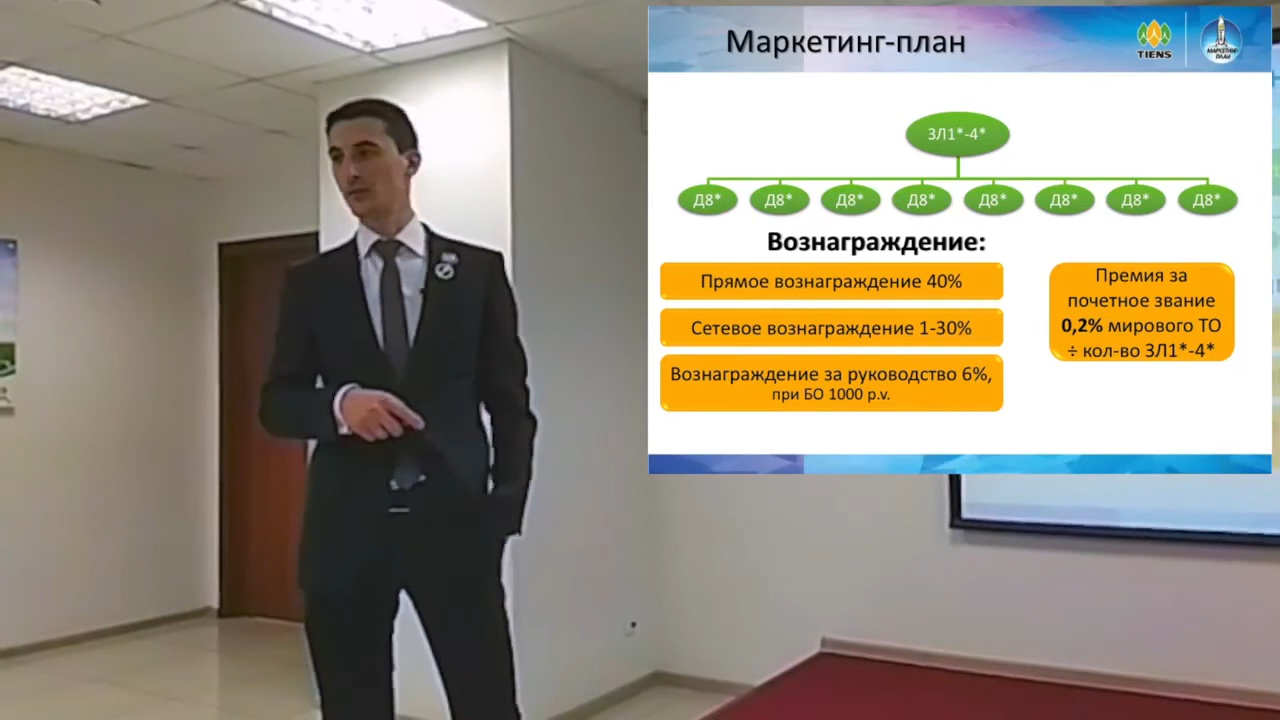 Маркетинг-план
TIENS
МАРКЕТИНГ-
ПЛАН
ЗЛ1*-4*
Д8* Д8* Д8* Д8* Д8* Д8* Д8* Д8*
Вознаграждение:
Прямое вознаграждение 40%
Сетевое вознаграждение 1-30%
Вознаграждение за руководство 6%,
при БО 1000 p.v.
Премия за
почетное звание
0,2% мирового ТО
÷ кол-во ЗЛ1*-4*